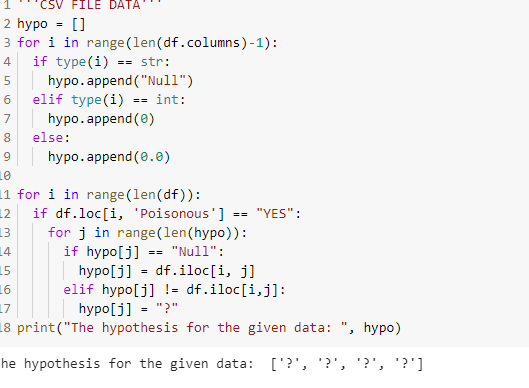 1 '''CSV FILE DATA'''
2 hypo = []
3 for i in range(len(df.columns)-1):
4   if type(i) == str:
5     hypo.append("Null")
6   elif type(i) == int:
7     hypo.append(0)
8   else:
9     hypo.append(0.0)
10
11 for i in range(len(df)):
12   if df.loc[i, 'Poisonous'] == "YES":
13     for j in range(len(hypo)):
14       if hypo[j] == "Null":
15         hypo[j] = df.iloc[i, j]
16       elif hypo[j] != df.iloc[i,j]:
17         hypo[j] = "?"
18 print("The hypothesis for the given data: ", hypo)
he hypothesis for the given data:  ['?', '?', '?', '?']